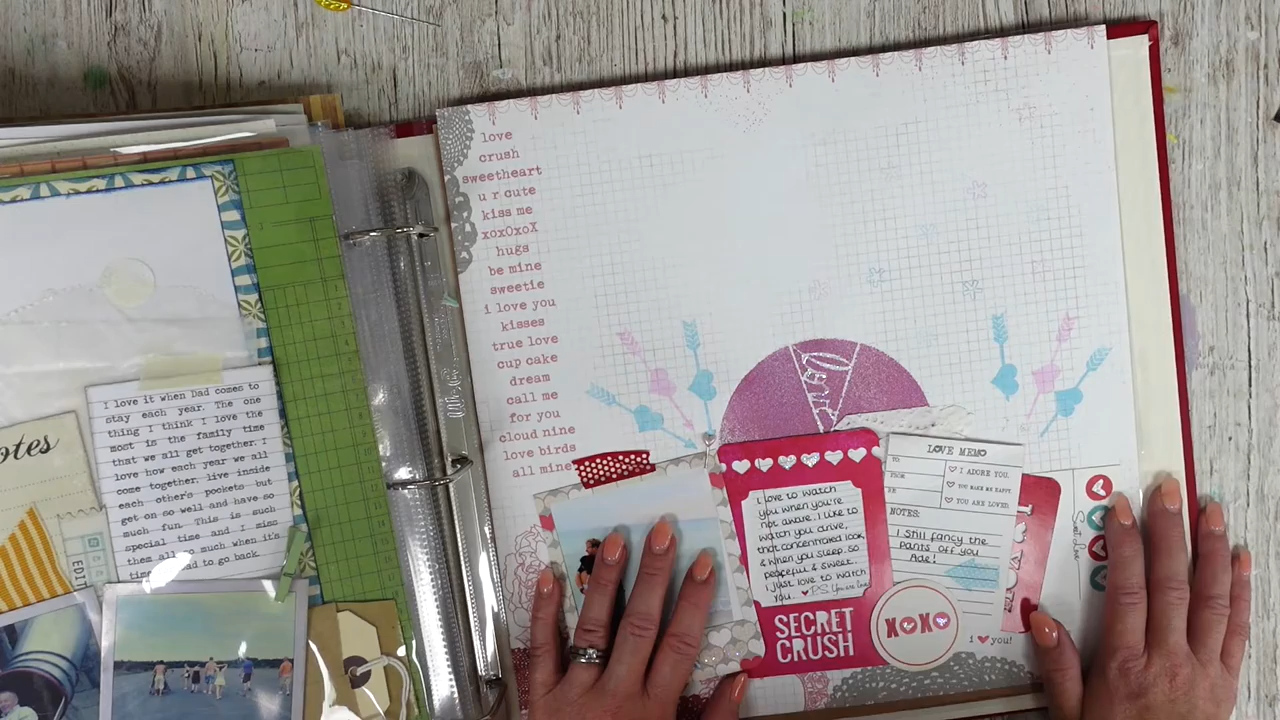 otes
I love it when Dad comes to
stay each year. The one
thing I think I love the
most is the family time
that we all get together. I
love how each year we all
come together, live inside
each other's pockets but
get on so well and have so
much fun. This is such
special time and I miso
them all so much when it's
time Dad to go back.
EDIT
love
crush
sweetheart
u r cute
kiss me
xoxOxoX
hugs
be mine
sweetie
i love you
kisses
true love
cup cake
dream
call me
for you
cloud nine
love birds
all mine
I love to watch
you when you're
not aware. I like to
watch you drive,
that concentrated look,
& when you sleep, so
peaceful & sweet.
I just love to watch
you. ♥ P.S You are Love
SECRET
CRUSH
LOVE MEMO
TO:
FROM:
RE:
I ADORE YOU.
YOU MAKE ME HAPPY.
YOU ARE LOVED.
NOTES:
I still fancy the
pants off you
Ade!
XOXO
i ♥ you!